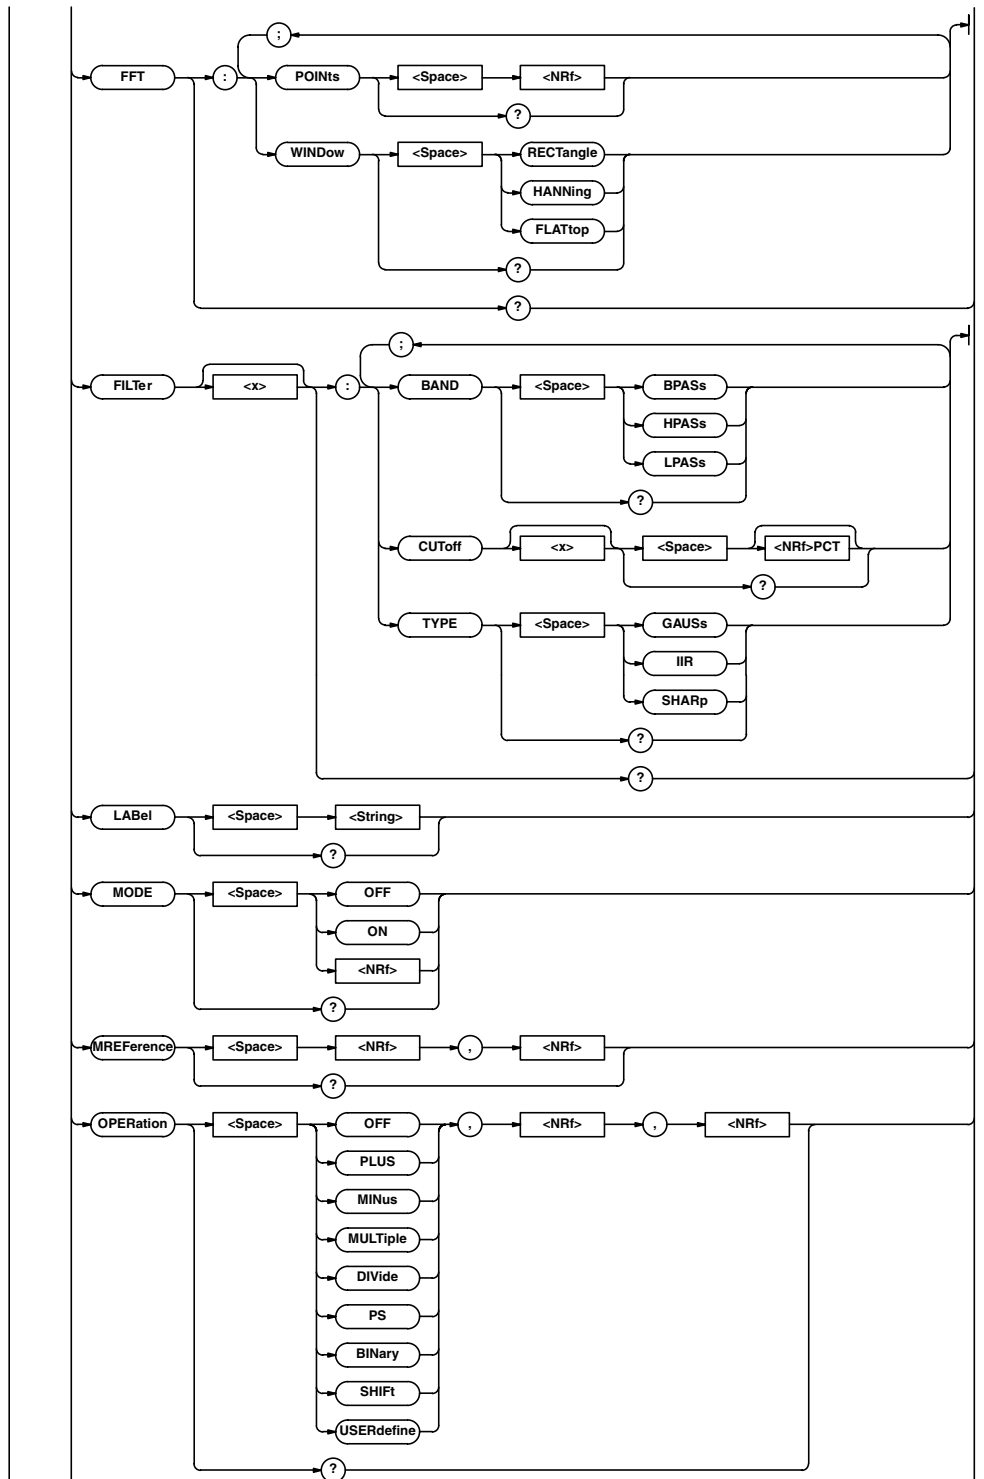 ;
FFT : POINts <Space> <NRf>
?
WINDow <Space> RECTangle
HANNing
FLATtop
?
?
;
FILTer <x> : BAND <Space> BPASs
HPASs
LPASs
?
CUToff <x> <Space> <NRf>PCT
?
TYPE <Space> GAUSs
IIR
SHARp
?
?
LABel <Space> <String>
?
MODE <Space> OFF
ON
<NRf>
?
MREFerence <Space> <NRf> , <NRf>
?
OPERation <Space> OFF , <NRf> , <NRf>
PLUS
MINus
MULTiple
DIVide
PS
BINary
SHIFt
USERdefine
?